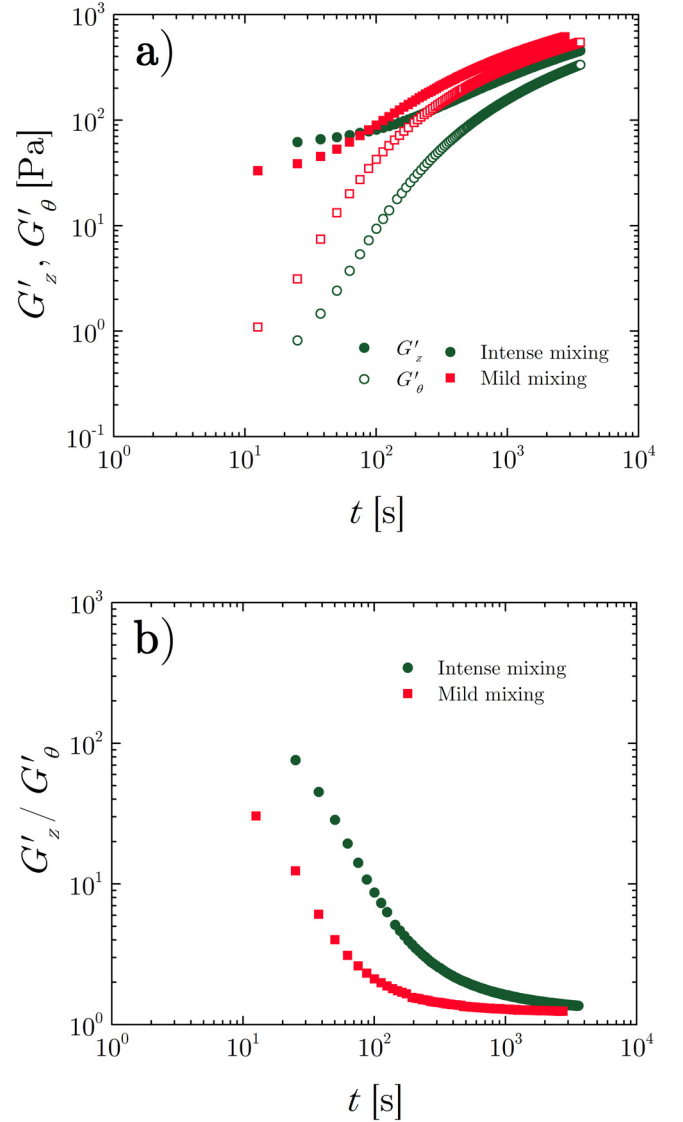 a)
G′z, G′θ [Pa]
10^3
10^2
10^1
10^0
10^-1
G′z
Intense mixing
G′θ
Mild mixing
10^0 10^1 10^2 10^3 10^4
t [s]
b)
G′z / G′θ
10^3
10^2
10^1
10^0
Intense mixing
Mild mixing
10^0 10^1 10^2 10^3 10^4
t [s]